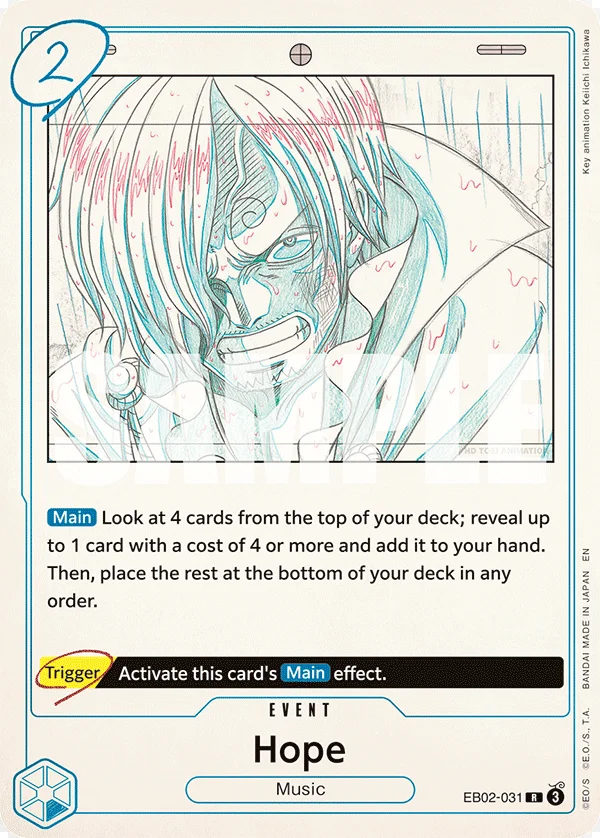 2
Key animation Keiichi Ichikawa
SAMPLE
Main Look at 4 cards from the top of your deck; reveal up
to 1 card with a cost of 4 or more and add it to your hand.
Then, place the rest at the bottom of your deck in any
order.
Trigger Activate this card's Main effect.
EVENT
Hope
Music
EB02-031 R 3
©E.O/S ©E.O./S., T.A. BANDAI MADE IN JAPAN EN